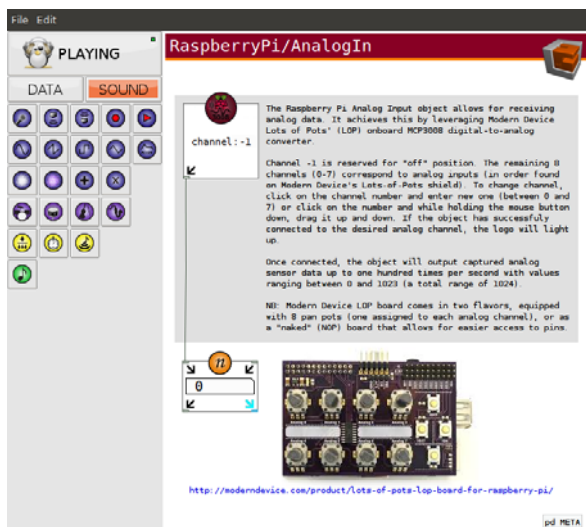 File Edit
PLAYING
DATA SOUND
RaspberryPi/AnalogIn
channel:-1
The Raspberry Pi Analog Input object allows for receiving
analog data. It achieves this by leveraging Modern Device
Lots of Pots' (LOP) onboard MCP3008 digital-to-analog
converter.
Channel -1 is reserved for "off" position. The remaining 8
channels (0-7) correspond to analog inputs (in order found
on Modern Device's Lots-of-Pots shield). To change channel,
click on the channel number and enter new one (between 0 and
7) or click on the number and while holding the mouse button
down, drag it up and down. If the object has succesfuly
connected to the desired analog channel, the logo will light
up.
Once connected, the object will output captured analog
sensor data up to one hundred times per second with values
ranging between 0 and 1023 (a total range of 1024).
NB: Modern Device LOP board comes in two flavors, equipped
with 8 pan pots (one assigned to each analog channel), or as
a "naked" (NOP) board that allows for easier access to pins.
n
0
http://moderndevice.com/product/lots-of-pots-lop-board-for-raspberry-pi/
pd META